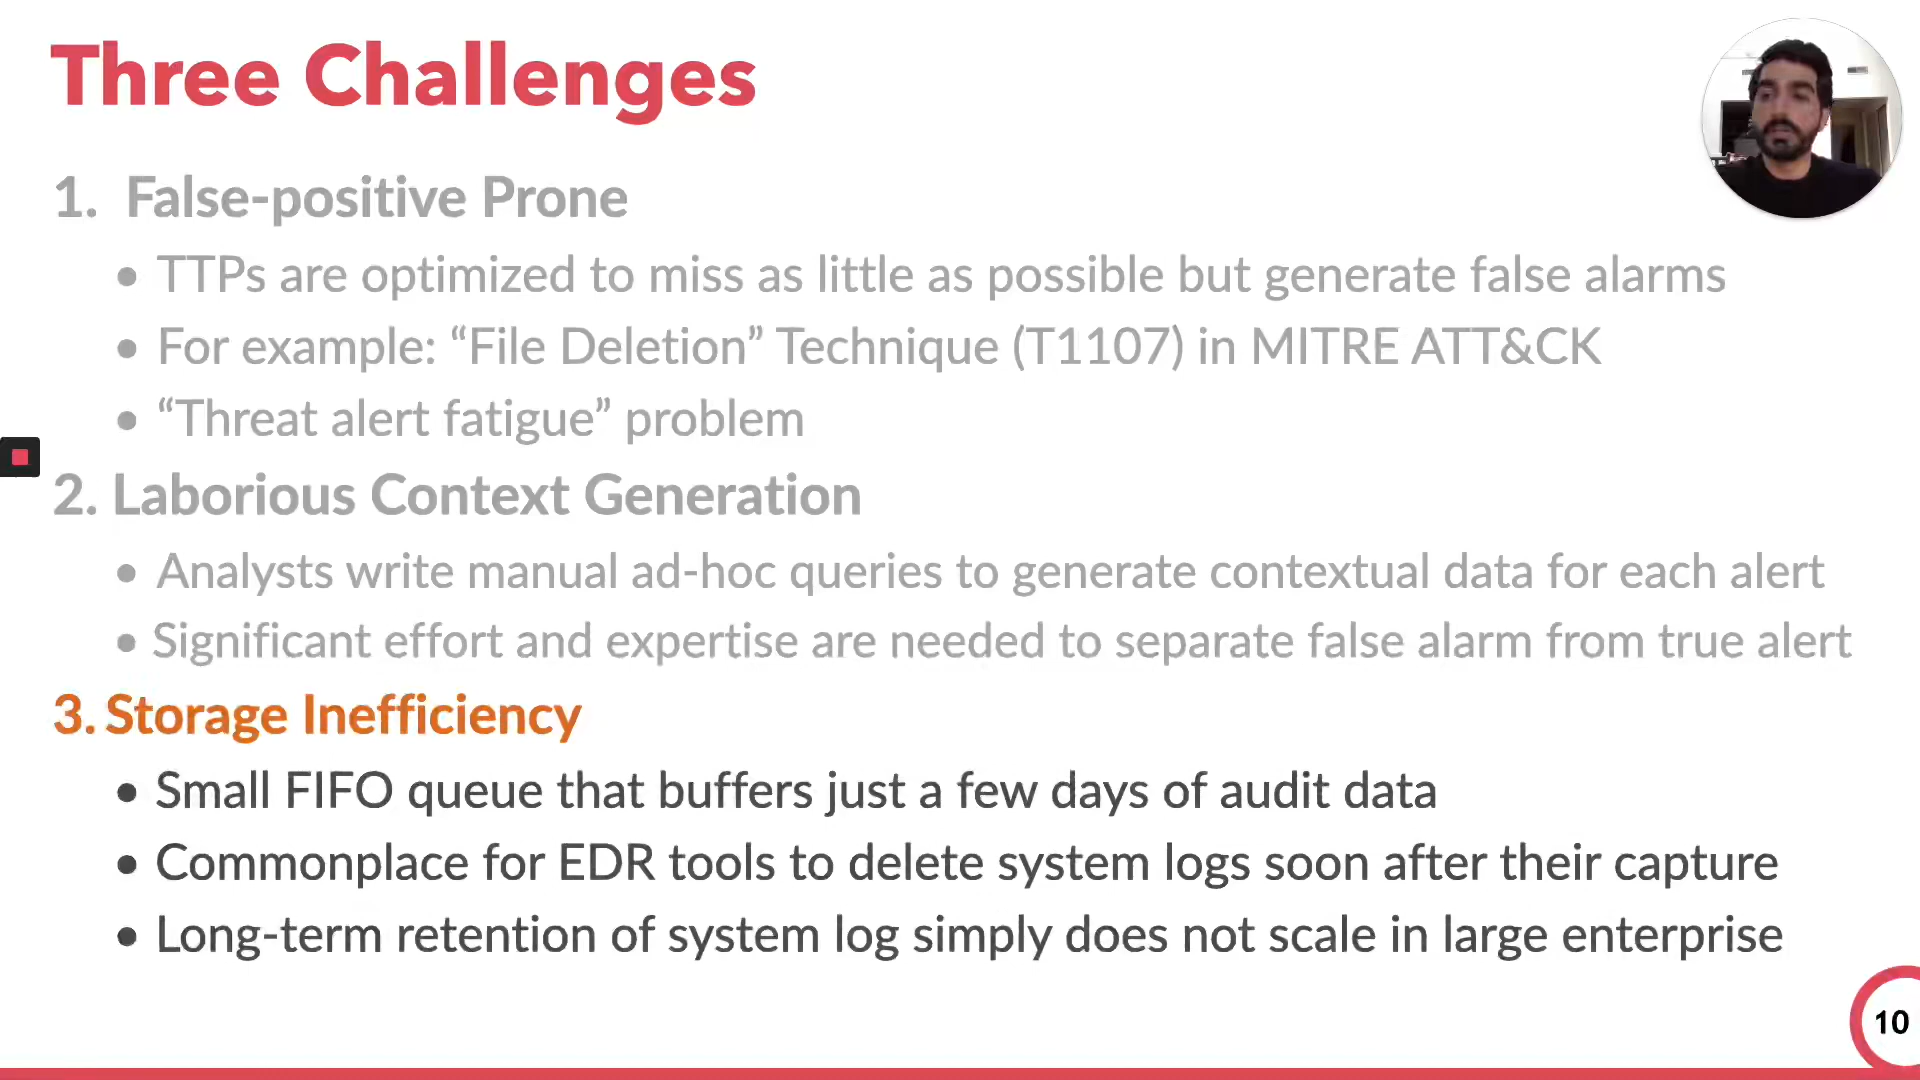 Three Challenges
1. False-positive Prone
• TTPs are optimized to miss as little as possible but generate false alarms
• For example: “File Deletion” Technique (T1107) in MITRE ATT&CK
• “Threat alert fatigue” problem
2. Laborious Context Generation
• Analysts write manual ad-hoc queries to generate contextual data for each alert
• Significant effort and expertise are needed to separate false alarm from true alert
3. Storage Inefficiency
• Small FIFO queue that buffers just a few days of audit data
• Commonplace for EDR tools to delete system logs soon after their capture
• Long-term retention of system log simply does not scale in large enterprise
10